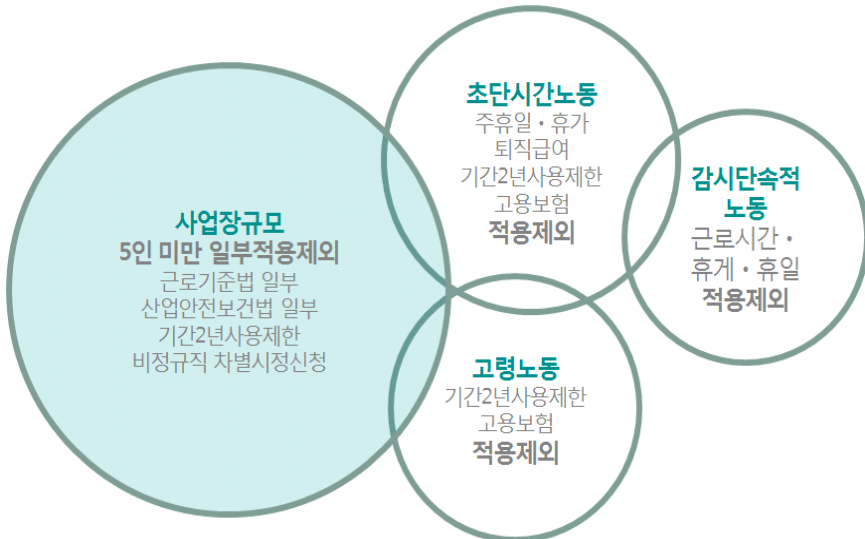 사업장규모
5인 미만 일부적용제외
근로기준법 일부
산업안전보건법 일부
기간2년사용제한
비정규직 차별시정신청
초단시간노동
주휴일・휴가
퇴직급여
기간2년사용제한
고용보험
적용제외
감시단속적
노동
근로시간・
휴게・휴일
적용제외
고령노동
기간2년사용제한
고용보험
적용제외